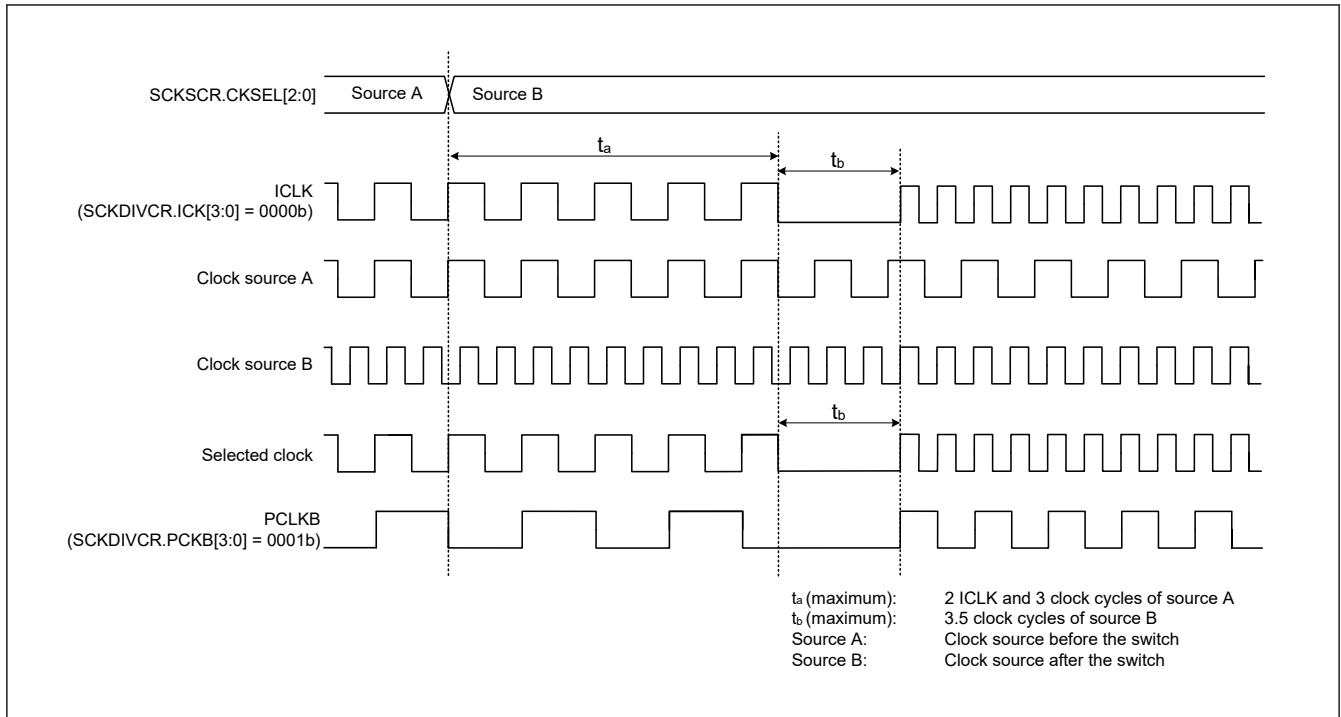 SCKSCR.CKSEL[2:0] Source A Source B
ta
tb
ICLK
(SCKDIVCR.ICK[3:0] = 0000b)
Clock source A
Clock source B
tb
Selected clock
PCLKB
(SCKDIVCR.PCKB[3:0] = 0001b)
ta (maximum): 2 ICLK and 3 clock cycles of source A
tb (maximum): 3.5 clock cycles of source B
Source A: Clock source before the switch
Source B: Clock source after the switch